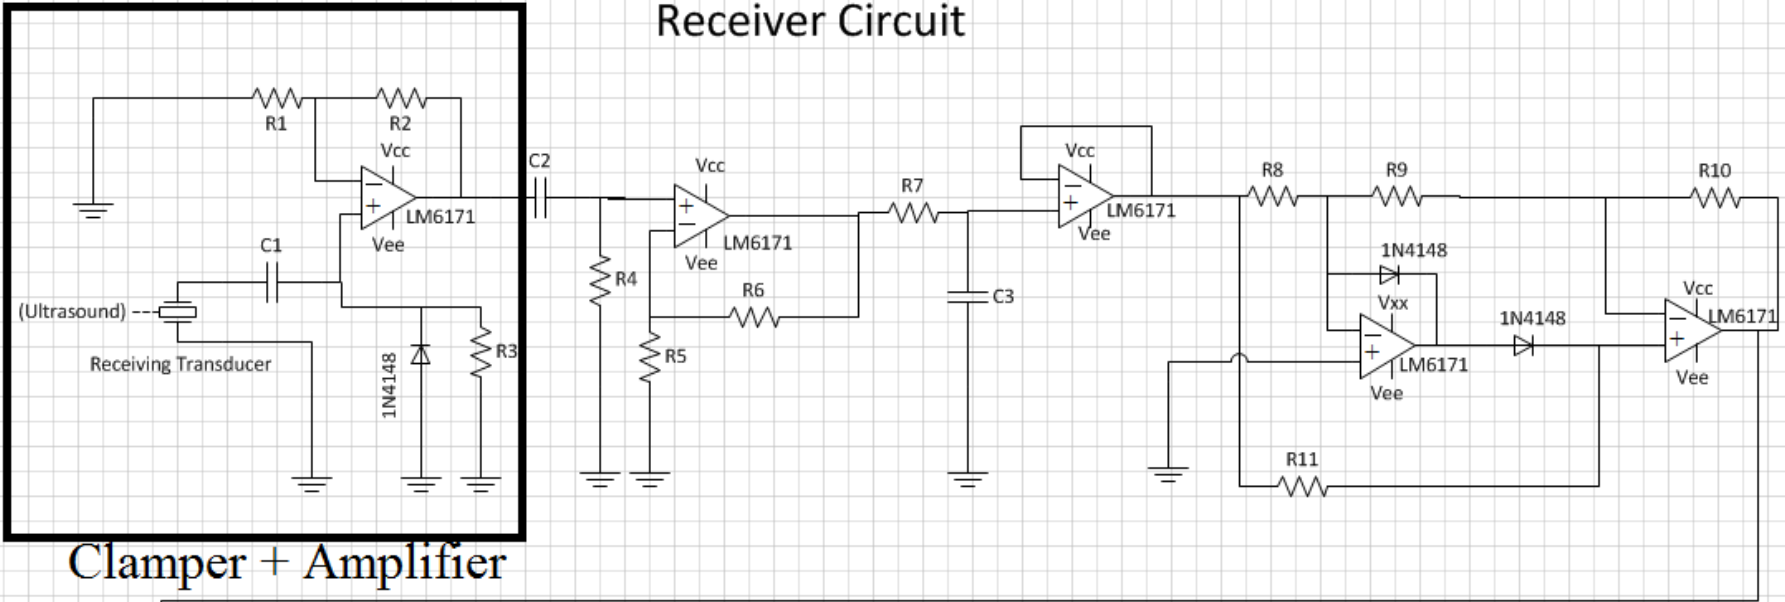 Receiver Circuit
R1
R2
Vcc
−
+
LM6171
Vee
C1
(Ultrasound)
Receiving Transducer
1N4148
R3
Clamper + Amplifier
C2
R4
Vcc
+
−
LM6171
Vee
R6
R5
R7
C3
Vcc
−
+
LM6171
Vee
R8
R9
R10
1N4148
Vxx
−
+
LM6171
Vee
1N4148
R11
Vcc
−
+
LM6171
Vee